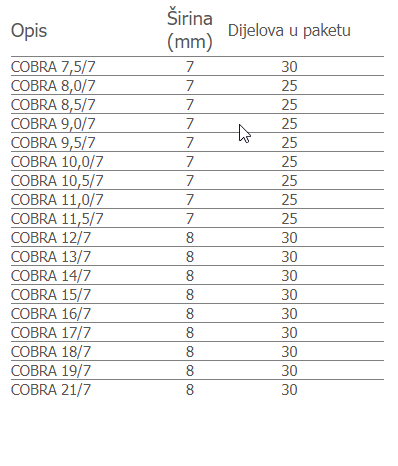 Opis Širina (mm) Dijelova u paketu
COBRA 7,5/7 7 30
COBRA 8,0/7 7 25
COBRA 8,5/7 7 25
COBRA 9,0/7 7 25
COBRA 9,5/7 7 25
COBRA 10,0/7 7 25
COBRA 10,5/7 7 25
COBRA 11,0/7 7 25
COBRA 11,5/7 7 25
COBRA 12/7 8 30
COBRA 13/7 8 30
COBRA 14/7 8 30
COBRA 15/7 8 30
COBRA 16/7 8 30
COBRA 17/7 8 30
COBRA 18/7 8 30
COBRA 19/7 8 30
COBRA 21/7 8 30